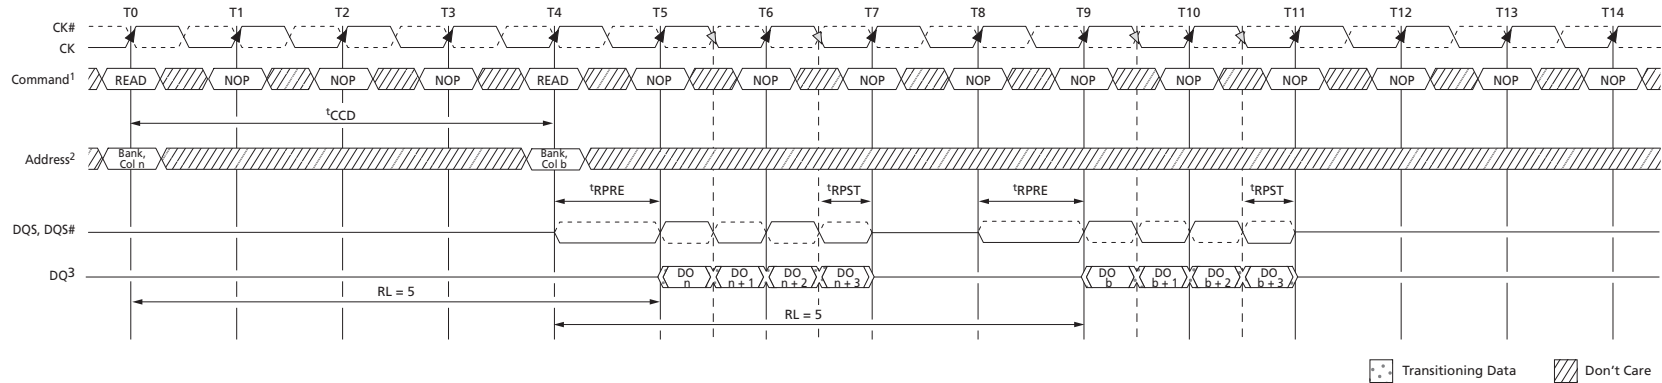 T0 T1 T2 T3 T4 T5 T6 T7 T8 T9 T10 T11 T12 T13 T14
CK#
CK
Command1 READ NOP NOP NOP READ NOP NOP NOP NOP NOP NOP NOP NOP NOP NOP
tCCD
Address2 Bank, Col n Bank, Col b
tRPRE tRPST tRPRE tRPST
DQS, DQS#
DQ3 DO n DO n + 1 DO n + 2 DO n + 3 DO b DO b + 1 DO b + 2 DO b + 3
RL = 5
RL = 5
Transitioning Data Don't Care